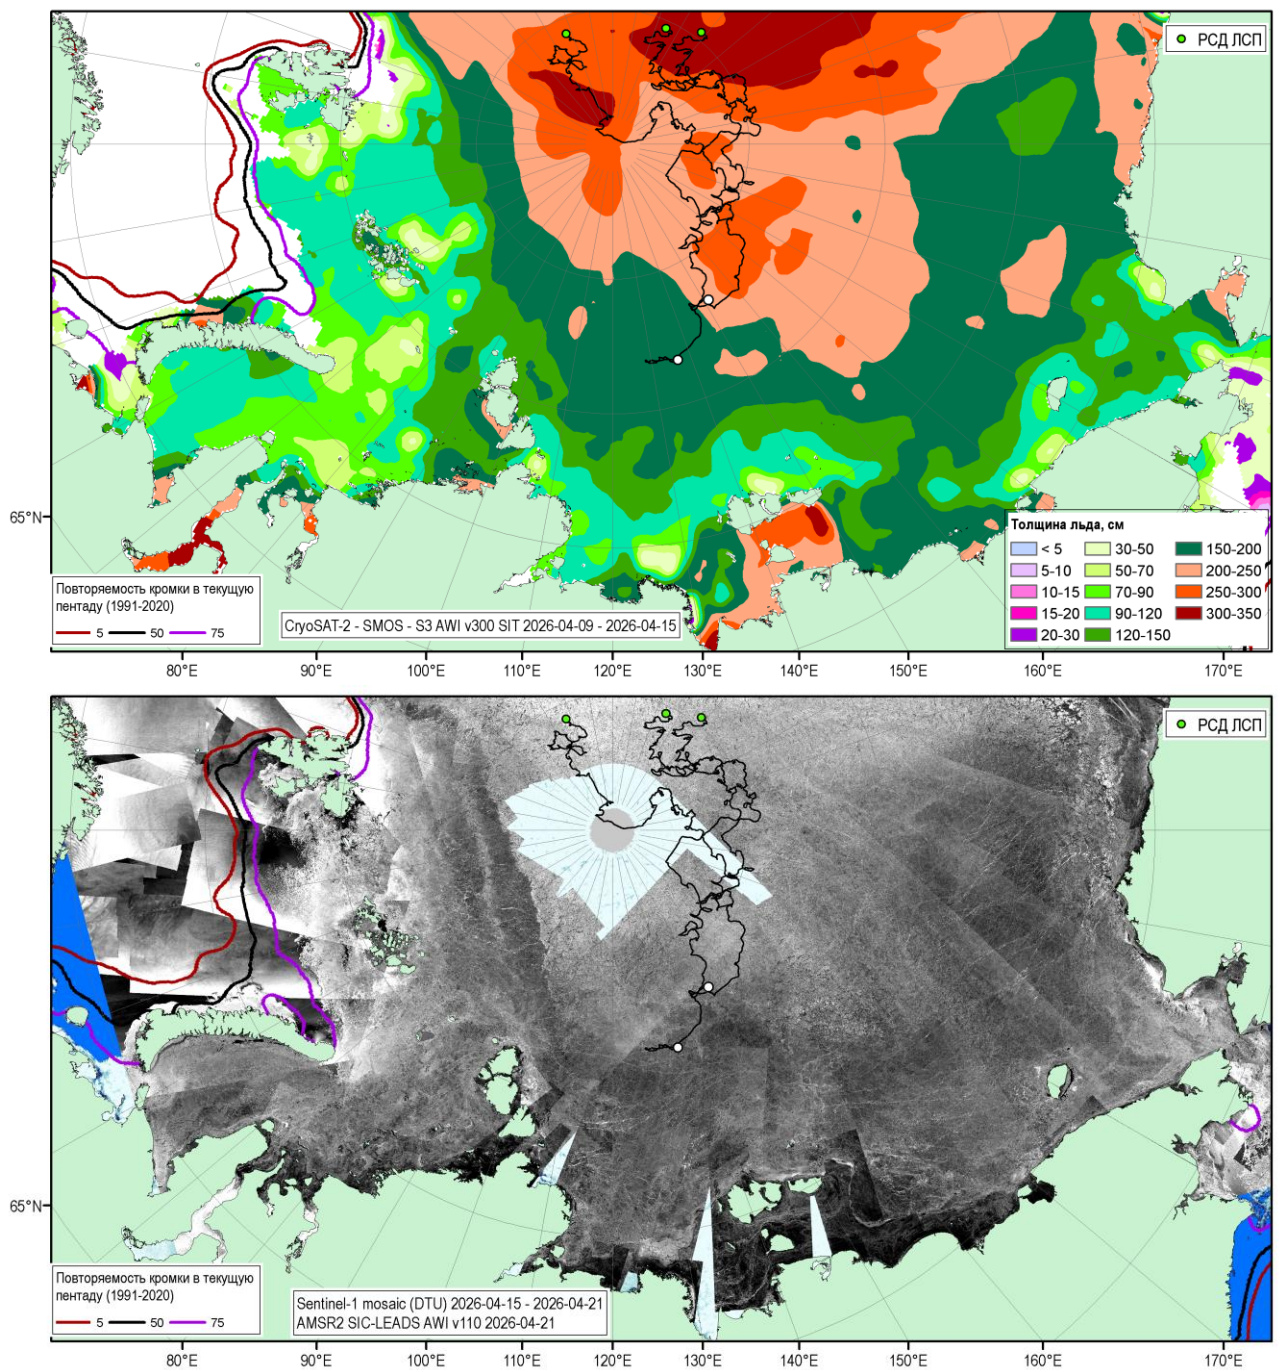 РСД ЛСП
65°N
Толщина льда, см
< 5
30-50
150-200
5-10
50-70
200-250
10-15
70-90
250-300
15-20
90-120
300-350
20-30
120-150
Повторяемость кромки в текущую
пентаду (1991-2020)
5 50 75
CryoSAT-2 - SMOS - S3 AWI v300 SIT 2026-04-09 - 2026-04-15
80°E 90°E 100°E 110°E 120°E 130°E 140°E 150°E 160°E 170°E
РСД ЛСП
65°N
Повторяемость кромки в текущую
пентаду (1991-2020)
5 50 75
Sentinel-1 mosaic (DTU) 2026-04-15 - 2026-04-21
AMSR2 SIC-LEADS AWI v110 2026-04-21
80°E 90°E 100°E 110°E 120°E 130°E 140°E 150°E 160°E 170°E